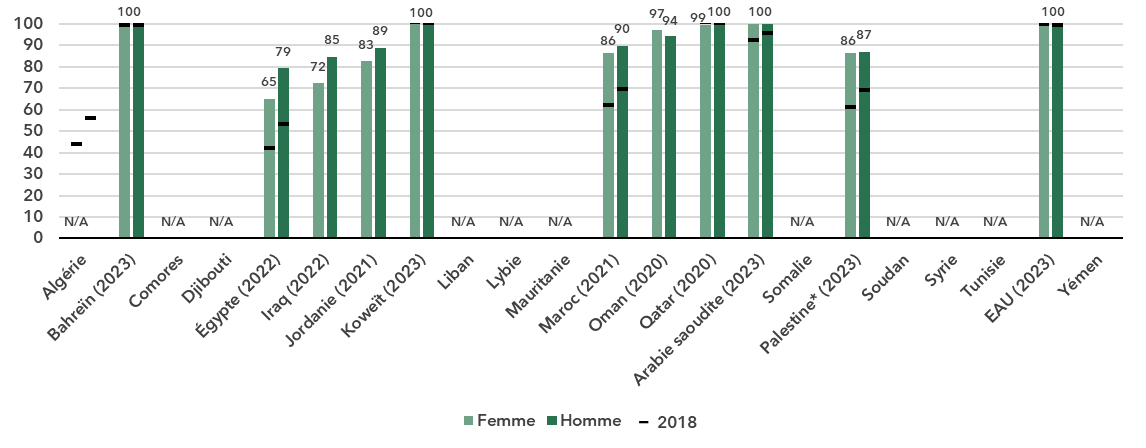 100
90
80
70
60
50
40
30
20
10
0
N/A 100 N/A N/A 65 79 72 85 83 89 100 N/A N/A N/A 86 90 97 94 99 100 100 N/A 86 87 N/A N/A N/A 100 N/A
Algérie
Bahreïn (2023)
Comores
Djibouti
Égypte (2022)
Iraq (2022)
Jordanie (2021)
Koweït (2023)
Liban
Lybie
Mauritanie
Maroc (2021)
Oman (2020)
Qatar (2020)
Arabie saoudite (2023)
Somalie
Palestine* (2023)
Soudan
Syrie
Tunisie
EAU (2023)
Yémen
Femme Homme 2018